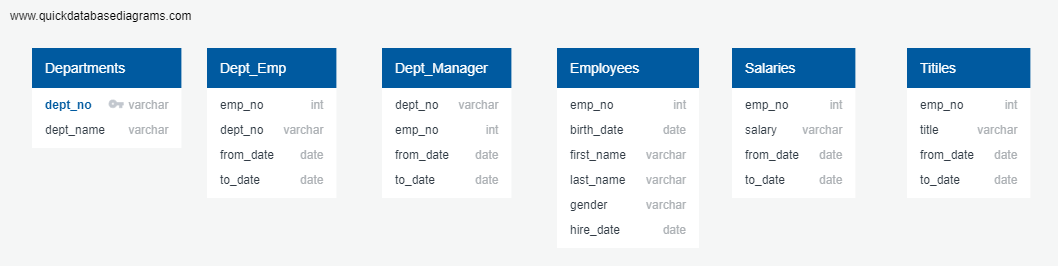 www.quickdatabasediagrams.com
Departments
dept_no varchar
dept_name varchar
Dept_Emp
emp_no int
dept_no varchar
from_date date
to_date date
Dept_Manager
dept_no varchar
emp_no int
from_date date
to_date date
Employees
emp_no int
birth_date date
first_name varchar
last_name varchar
gender varchar
hire_date date
Salaries
emp_no int
salary varchar
from_date date
to_date date
Titiles
emp_no int
title varchar
from_date date
to_date date